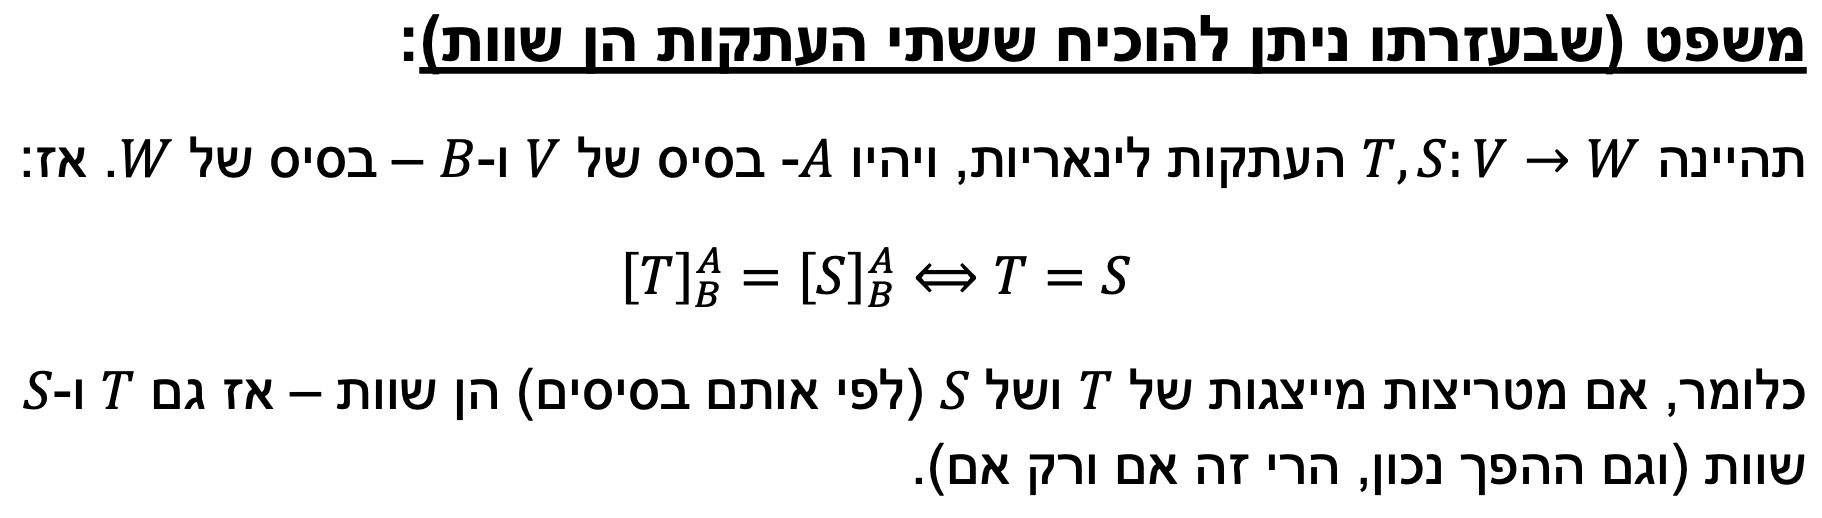 משפט (שבעזרתו ניתן להוכיח ששתי העתקות הן שוות):
תהיינה T,S:V → W העתקות לינאריות, ויהיו A- בסיס של V ו-B – בסיס של W. אז:
[T]_B^A = [S]_B^A ⟺ T = S
כלומר, אם מטריצות מייצגות של T ושל S (לפי אותם בסיסים) הן שוות – אז גם T ו-S
שוות (וגם ההפך נכון, הרי זה אם ורק אם).